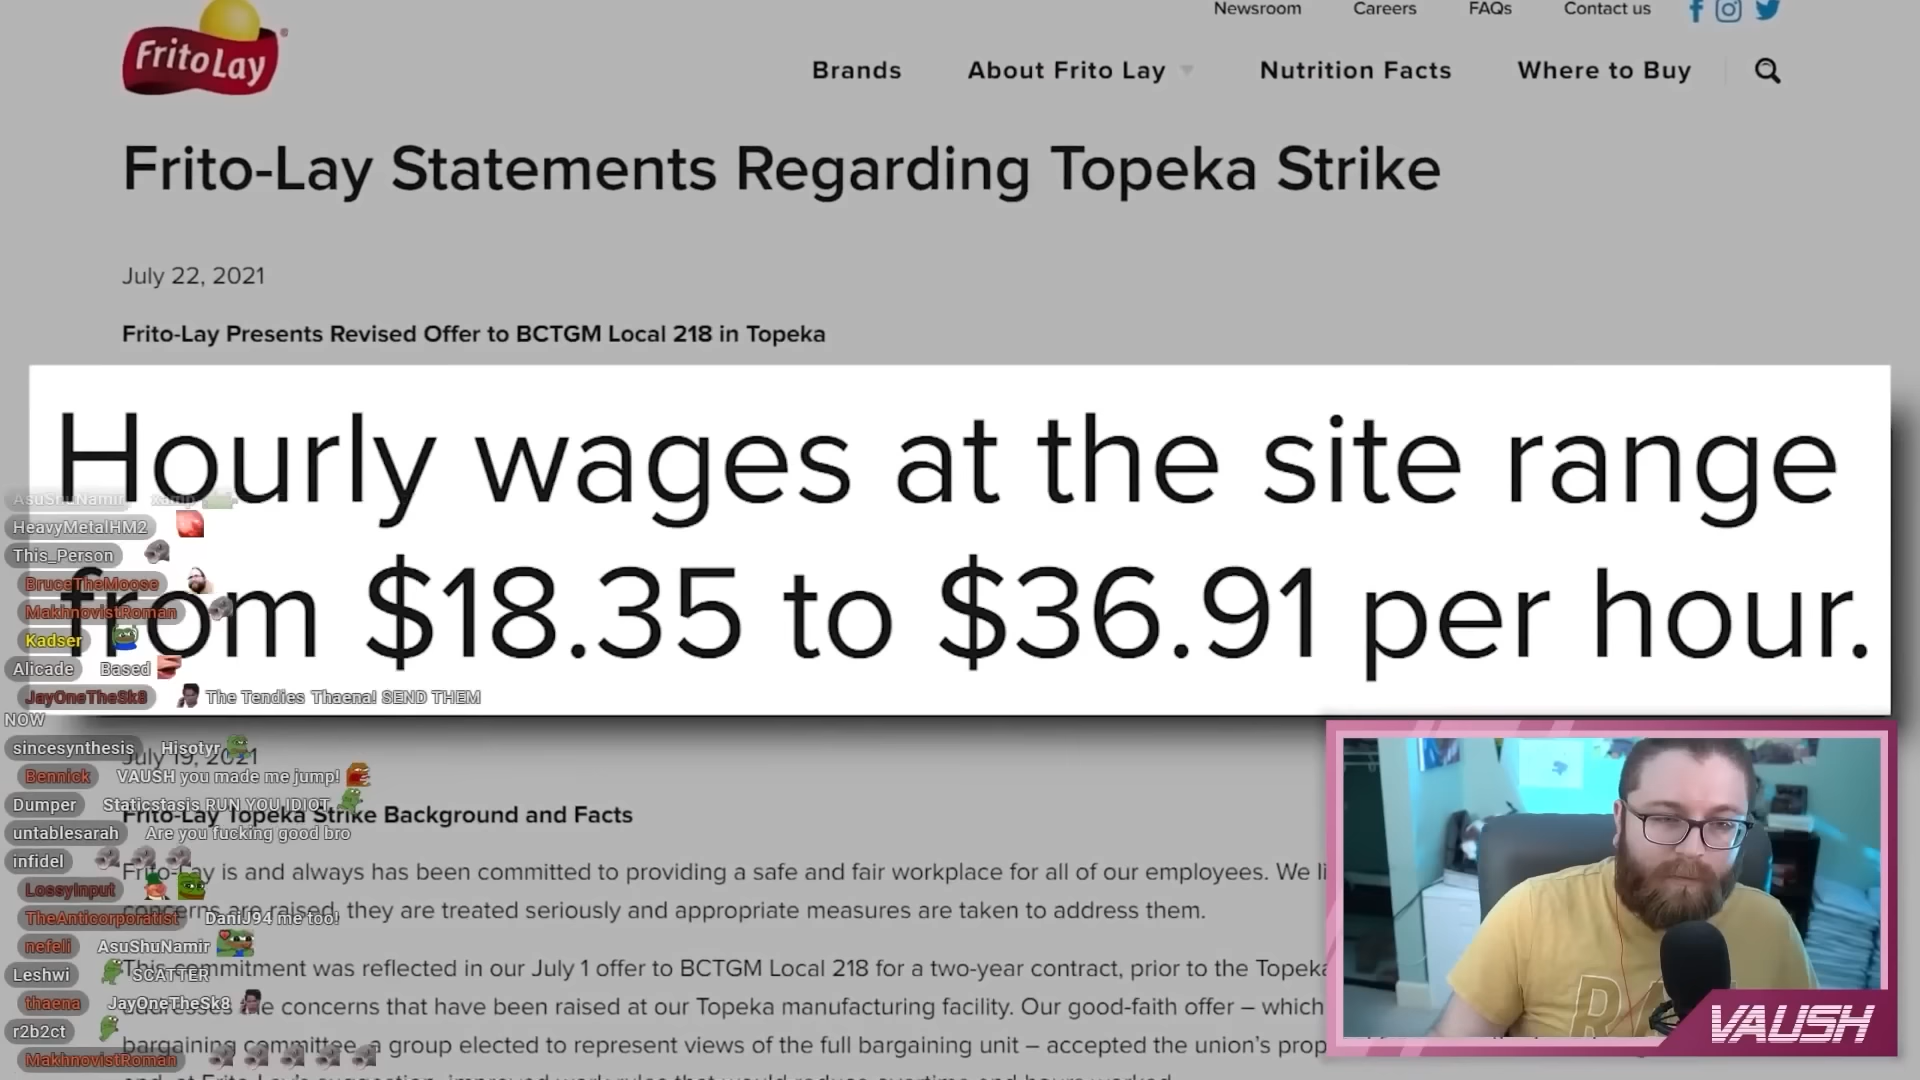 Newsroom Careers FAQs Contact us
Frito Lay
Brands About Frito Lay Nutrition Facts Where to Buy
Frito-Lay Statements Regarding Topeka Strike
July 22, 2021
Frito-Lay Presents Revised Offer to BCTGM Local 218 in Topeka
Hourly wages at the site range
from $18.35 to $36.91 per hour.
AsuShuNamir
HeavyMetalHM2
This_Person
BruceTheMoose
MakhnovistRoman
Kadser
Alicade Based
JayOneTheSk8 The Tendies Thaena! SEND THEM
NOW
sincesynthesis Hisotyr
Bennick VAUSH you made me jump!
Dumper Staticstasis RUN YOU IDIOT
untablesarah Are you fucking good bro
infidel
LossyInput
TheAnticorporatist DaniJ94 me too!
nefeli AsuShuNamir
Leshwi SCATTER
thaena JayOneTheSk8
r2b2ct
MakhnovistRoman
July 19, 2021
Frito-Lay Topeka Strike Background and Facts
Frito-Lay is and always has been committed to providing a safe and fair workplace for all of our employees. We
concerns are raised, they are treated seriously and appropriate measures are taken to address them.
This commitment was reflected in our July 1 offer to BCTGM Local 218 for a two-year contract, prior to the
concerns that have been raised at our Topeka manufacturing facility. Our good-faith offer – which
bargaining committee, a group elected to represent views of the full bargaining unit – accepted the union's
VAUSH